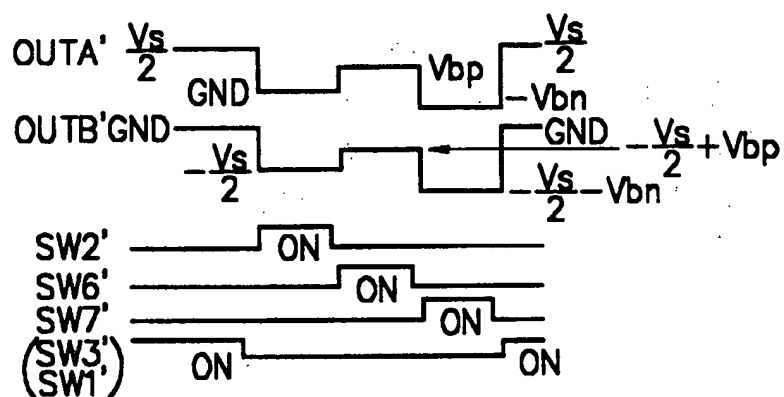 OUTA' Vs/2 GND Vbp Vs/2 -Vbn
OUTB' GND -Vs/2 GND -Vs/2+Vbp -Vs/2-Vbn
SW2' ON
SW6' ON
SW7' ON
(SW3' SW1') ON ON